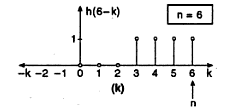 h(6–k)
n = 6
1
–k –2 –1 0 1 2 3 4 5 6 k
n
(k)